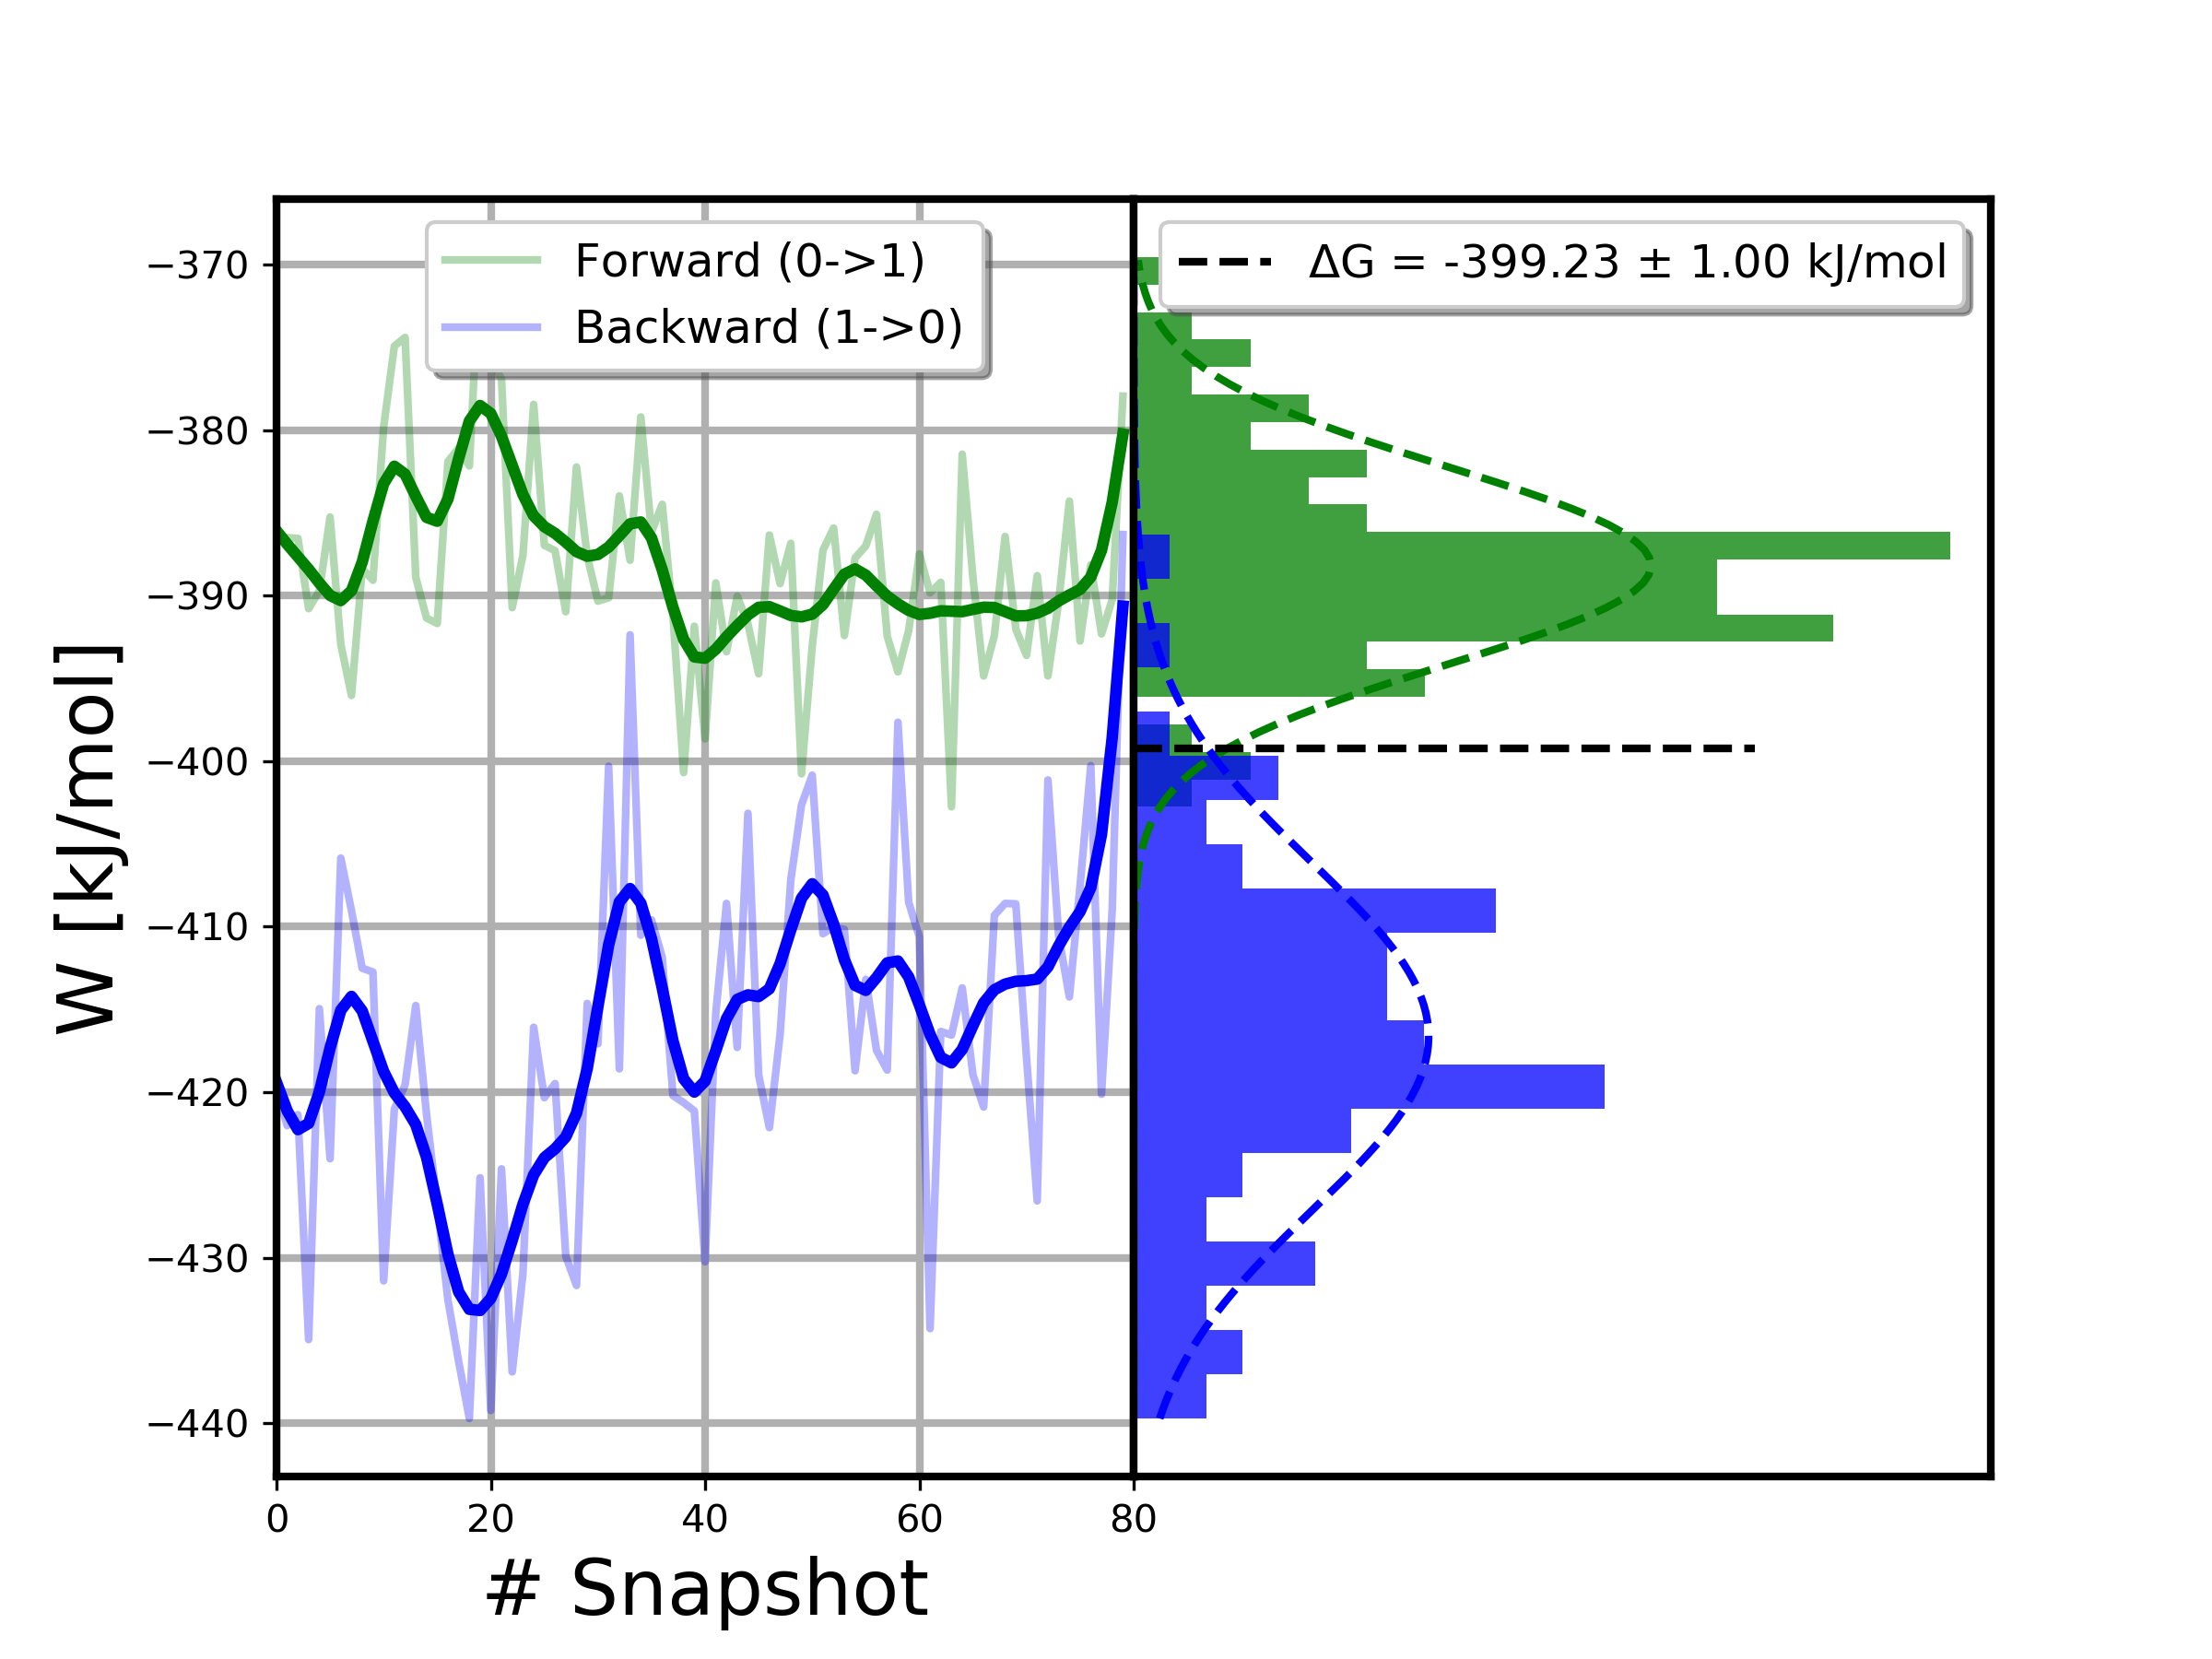 Forward (0->1)
Backward (1->0)
ΔG = -399.23 ± 1.00 kJ/mol
W [kJ/mol]
−370
−380
−390
−400
−410
−420
−430
−440
0 20 40 60 80
# Snapshot